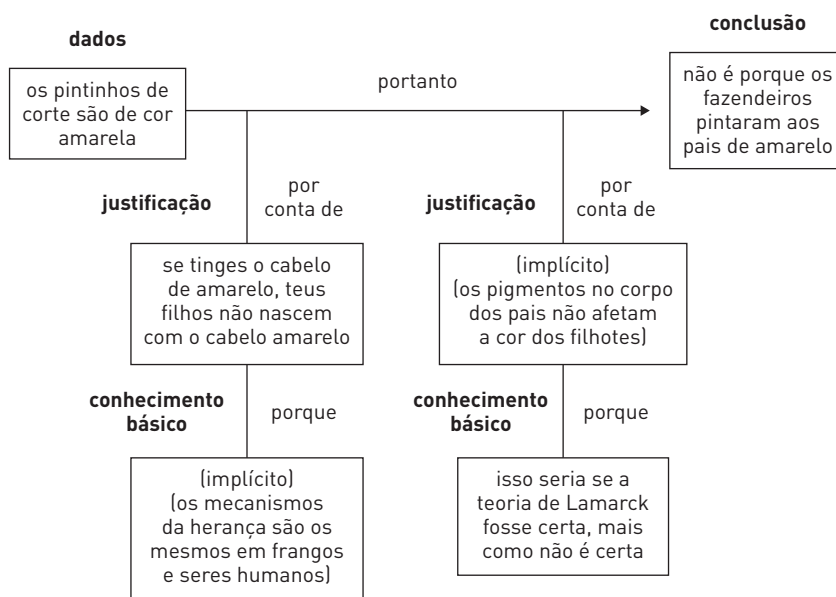 dados
os pintinhos de
corte são de cor
amarela
portanto
conclusão
não é porque os
fazendeiros
pintaram aos
pais de amarelo
justificação
por
conta de
se tinges o cabelo
de amarelo, teus
filhos não nascem
com o cabelo amarelo
conhecimento
básico
porque
(implícito)
(os mecanismos
da herança são os
mesmos em frangos
e seres humanos)
justificação
por
conta de
(implícito)
(os pigmentos no corpo
dos pais não afetam
a cor dos filhotes)
conhecimento
básico
porque
isso seria se a
teoria de Lamarck
fosse certa, mais
como não é certa